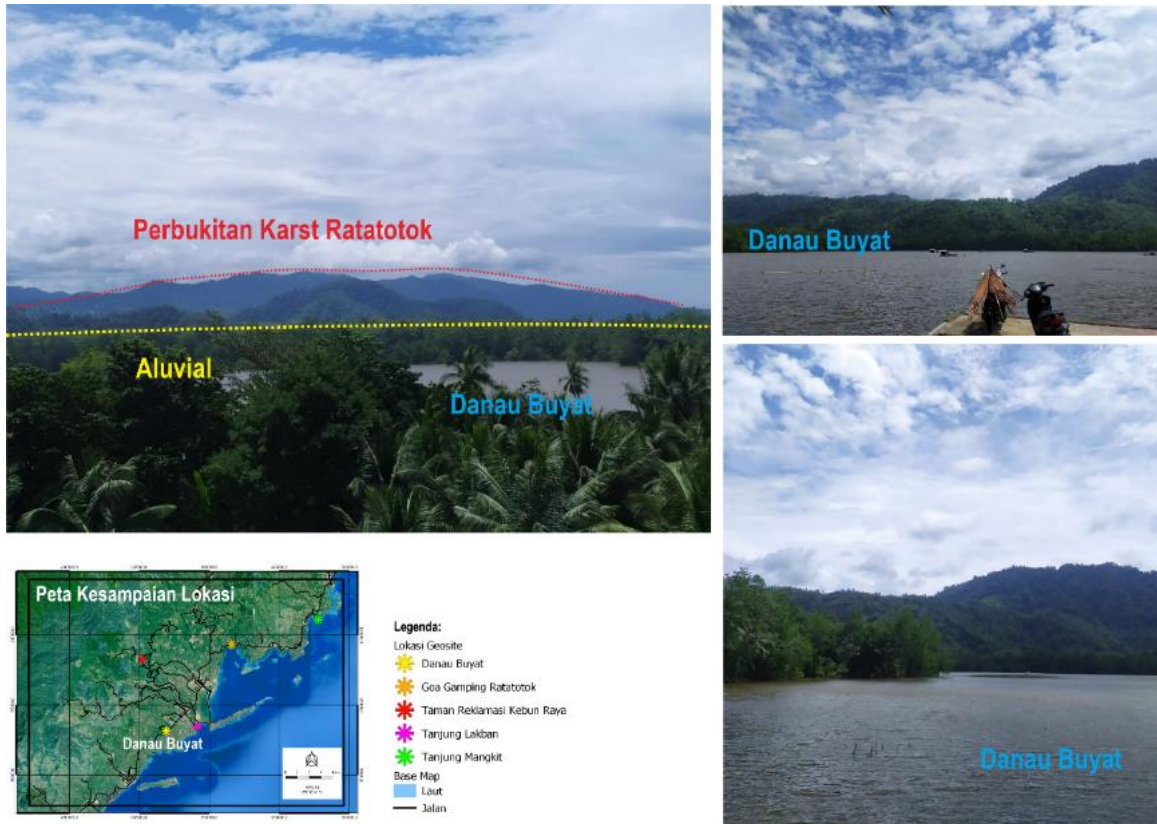 Perbukitan Karst Ratatotok
Aluvial
Danau Buyat
Danau Buyat
Danau Buyat
Peta Kesampaian Lokasi
Danau Buyat
Legenda:
Lokasi Geosite
Danau Buyat
Goa Gamping Ratatotok
Taman Reklamasi Kebun Raya
Tanjung Lakban
Tanjung Mangkit
Base Map
Laut
Jalan